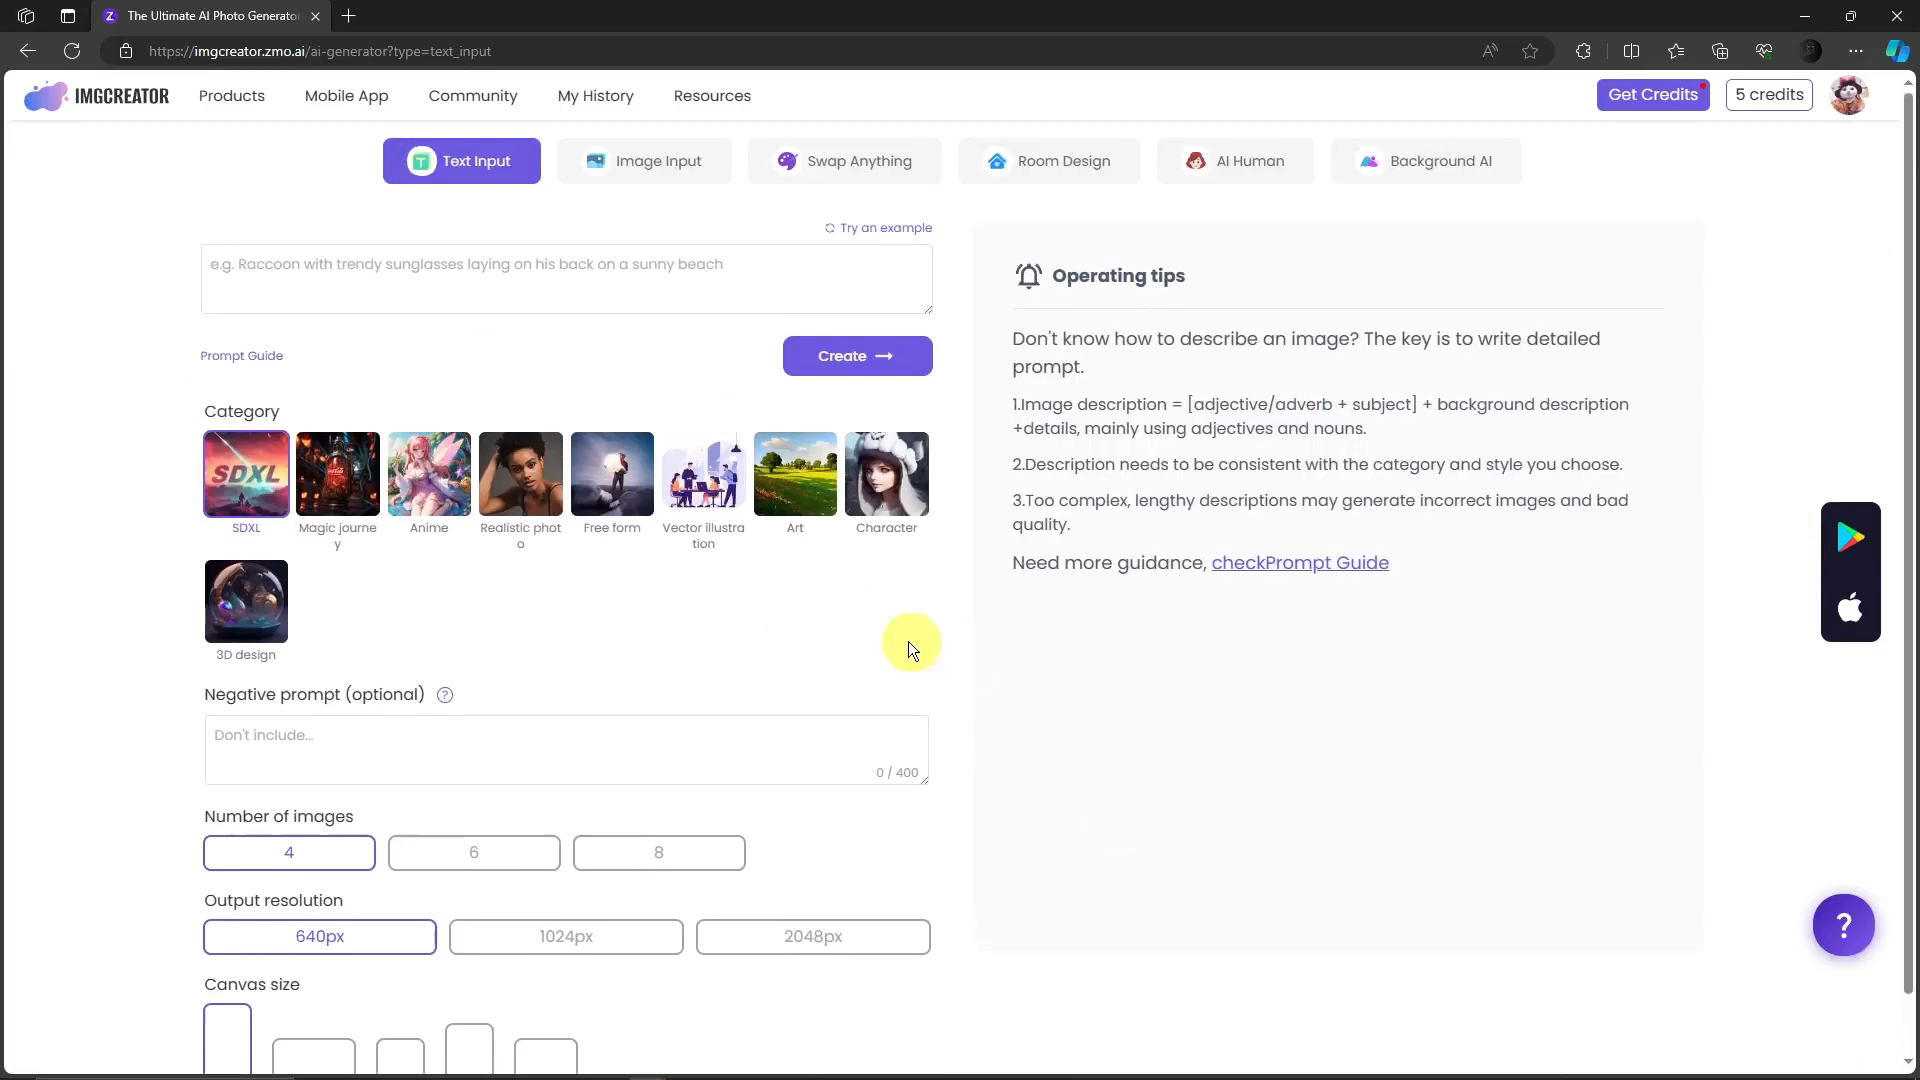 The Ultimate AI Photo Generator
https://imgcreator.zmo.ai/ai-generator?type=text_input
IMGCREATOR
Products
Mobile App
Community
My History
Resources
Get Credits
5 credits
Text Input
Image Input
Swap Anything
Room Design
AI Human
Background AI
Try an example
e.g. Raccoon with trendy sunglasses laying on his back on a sunny beach
Prompt Guide
Create
Category
SDXL
SDXL
Magic journe
y
Anime
Realistic phot
o
Free form
Vector illustra
tion
Art
Character
3D design
Negative prompt (optional) ?
Don't include...
0 / 400
Number of images
4
6
8
Output resolution
640px
1024px
2048px
Canvas size
Operating tips
Don't know how to describe an image? The key is to write detailed
prompt.
1.Image description = [adjective/adverb + subject] + background description
+details, mainly using adjectives and nouns.
2.Description needs to be consistent with the category and style you choose.
3.Too complex, lengthy descriptions may generate incorrect images and bad
quality.
Need more guidance, checkPrompt Guide
?